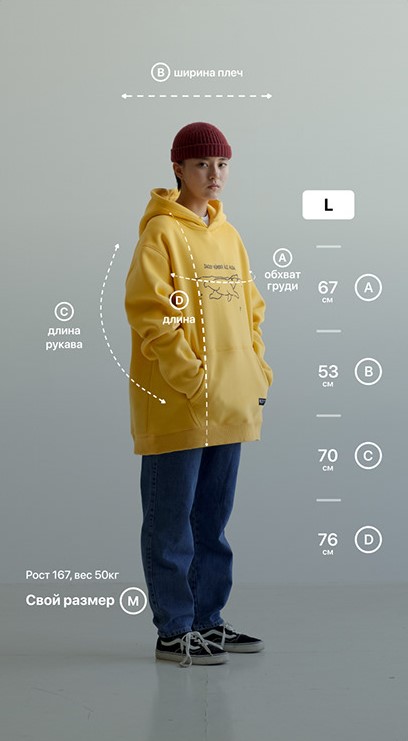 B ширина плеч
L
A
обхват
груди
67
см
A
D
длина
C
длина
рукава
53
см
B
70
см
C
76
см
D
Рост 167, вес 50кг
Свой размер M